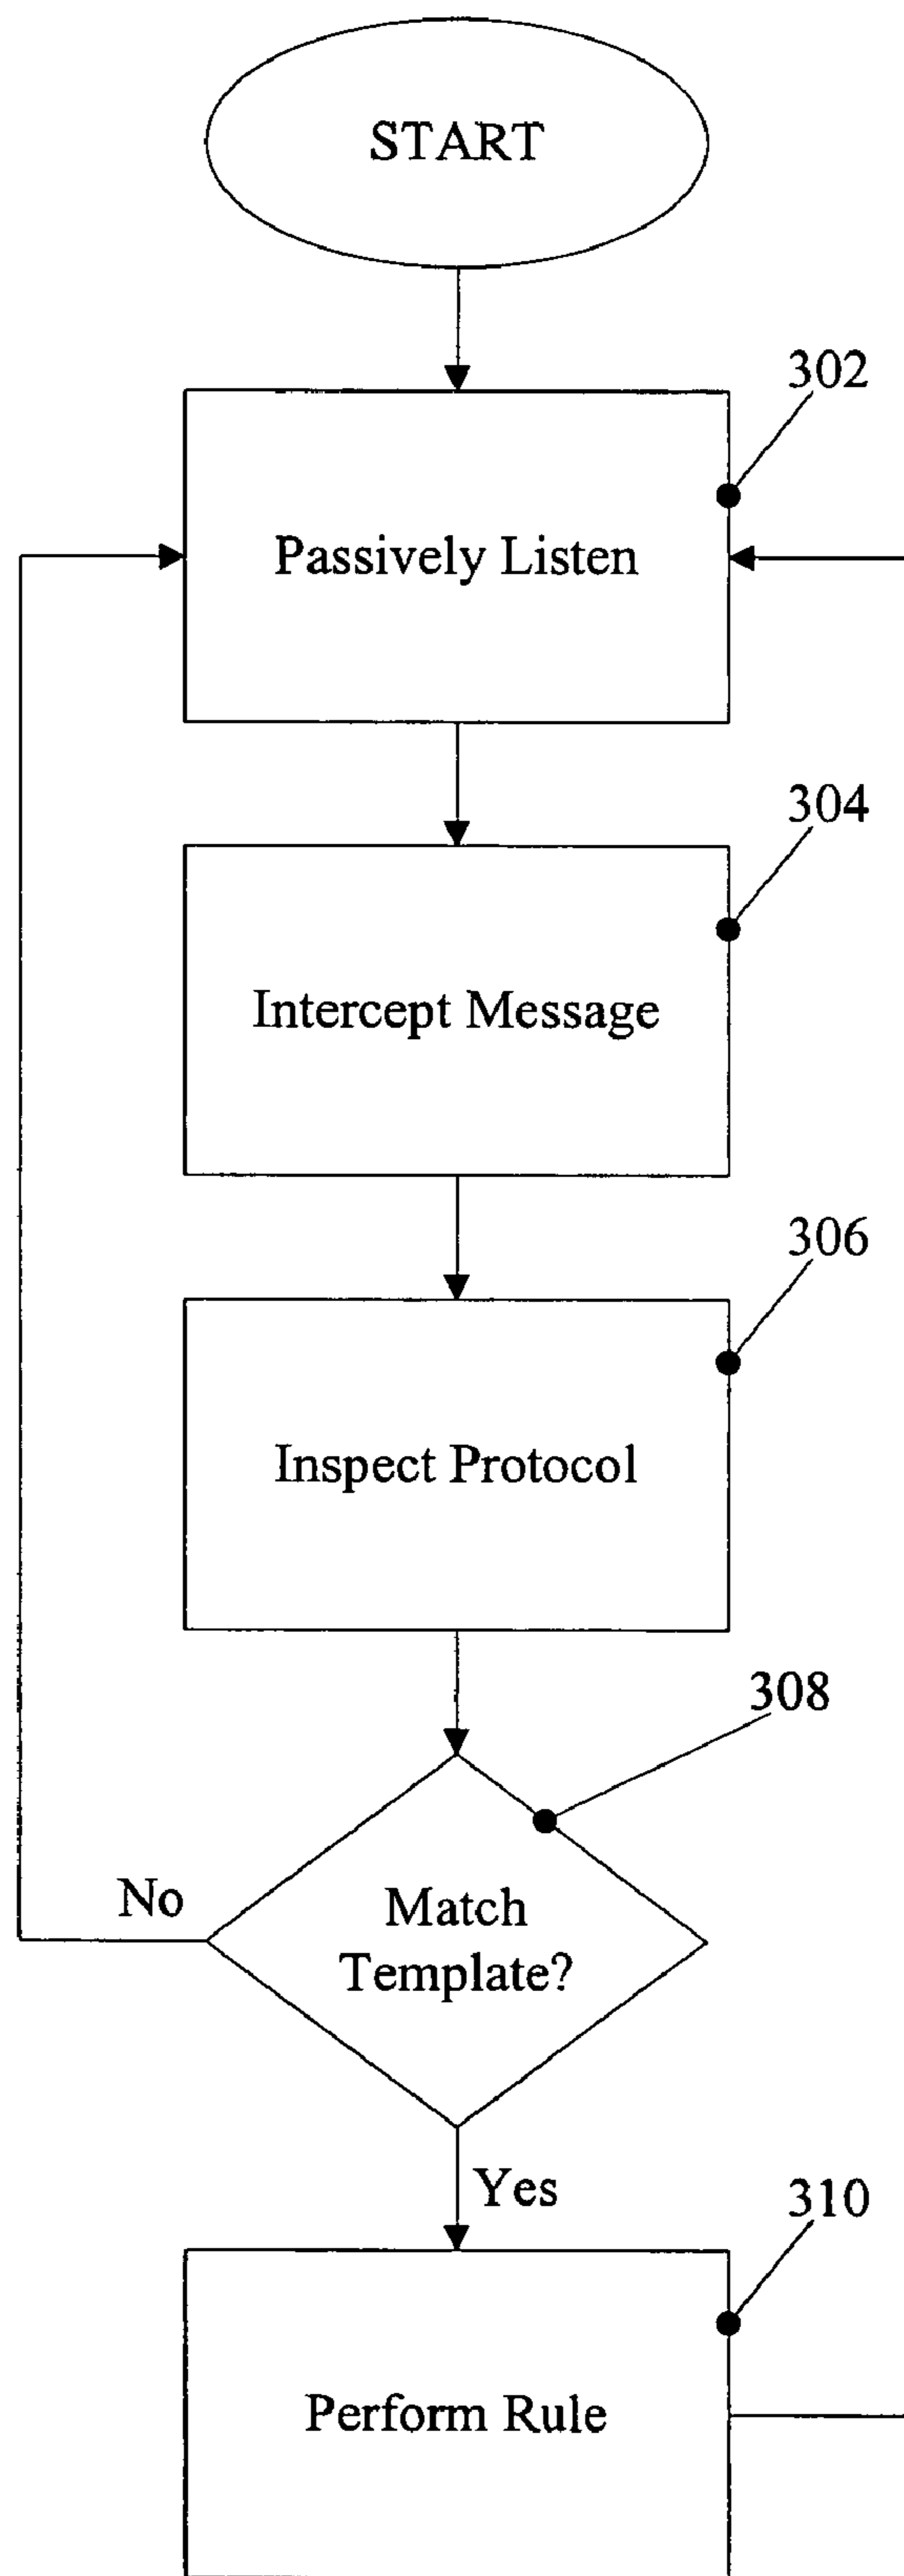 START
302
Passively Listen
304
Intercept Message
306
Inspect Protocol
308
No
Match
Template?
Yes
310
Perform Rule